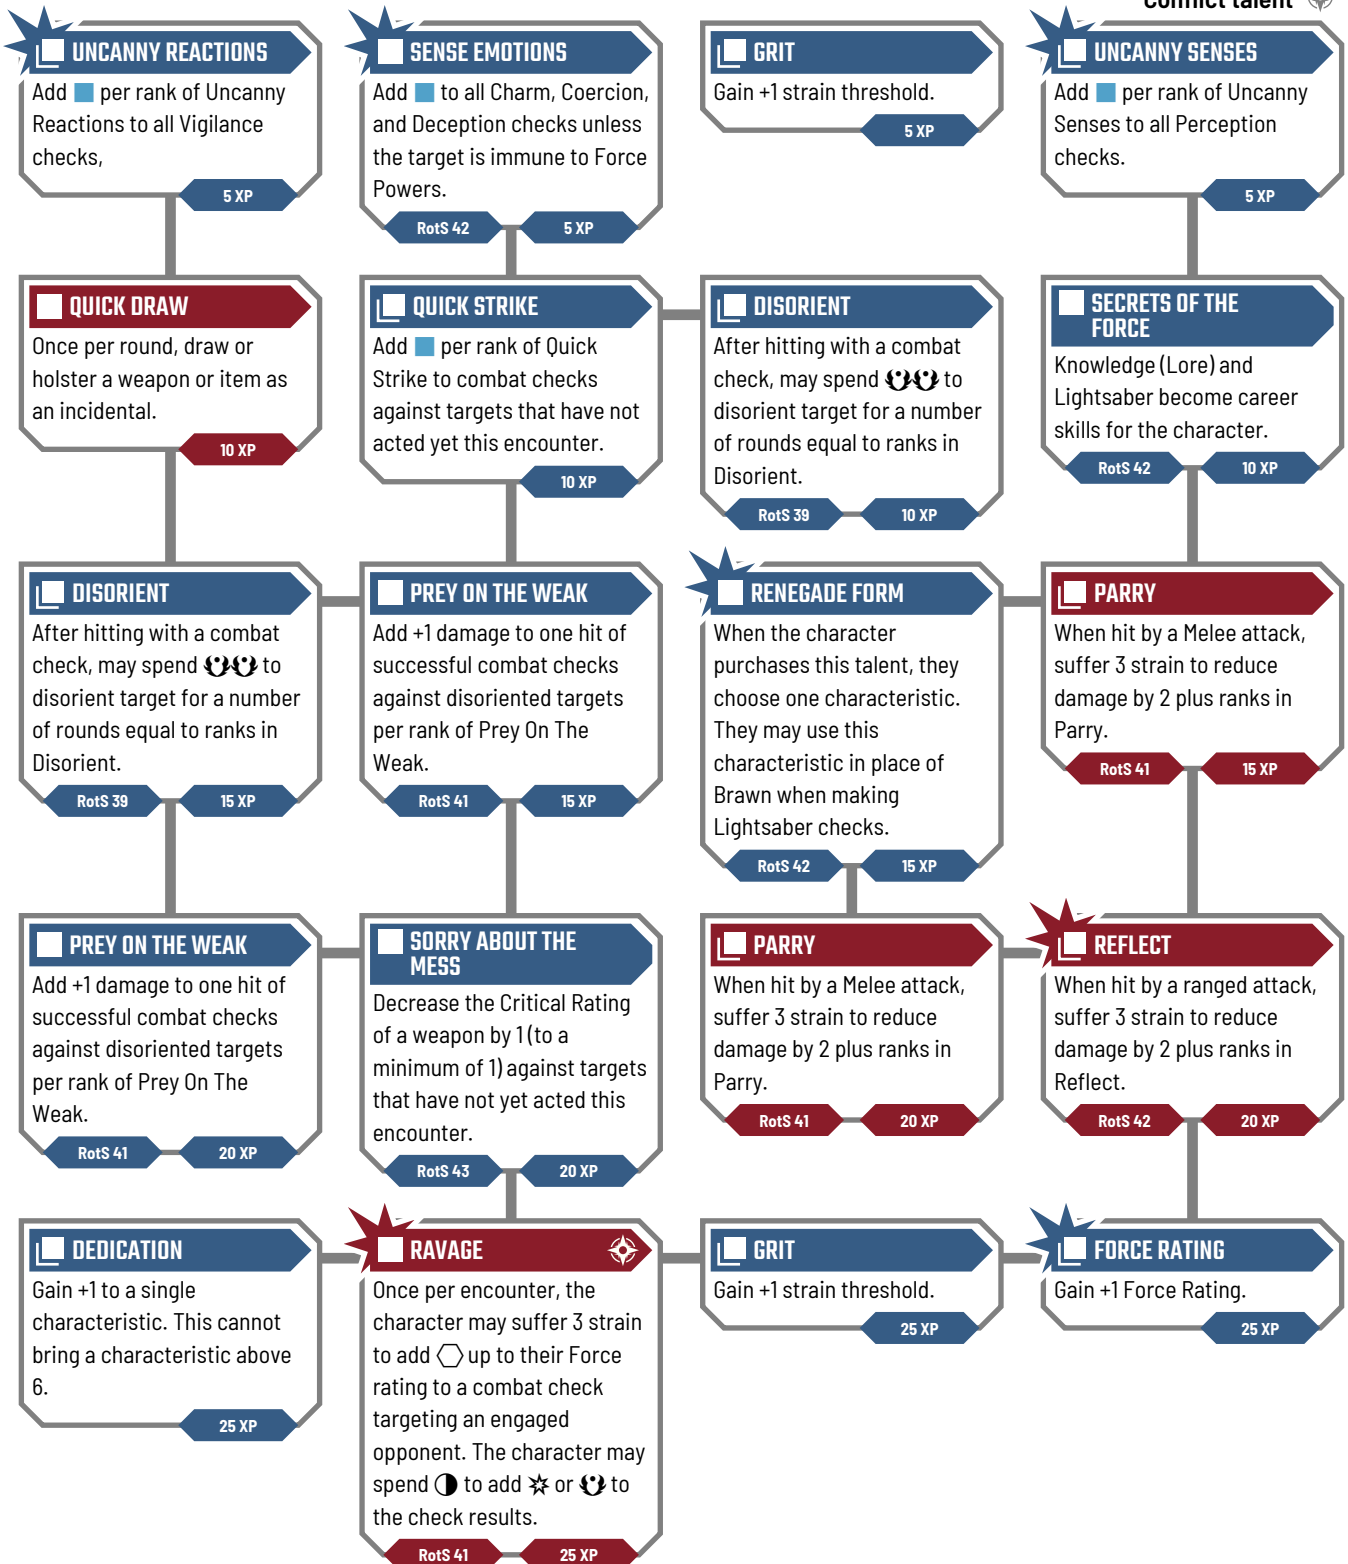 Conflict talent
UNCANNY REACTIONS
Add per rank of Uncanny
Reactions to all Vigilance
checks,
5 XP
SENSE EMOTIONS
Add to all Charm, Coercion,
and Deception checks unless
the target is immune to Force
Powers.
RotS 42 5 XP
GRIT
Gain +1 strain threshold.
5 XP
UNCANNY SENSES
Add per rank of Uncanny
Senses to all Perception
checks.
5 XP
QUICK DRAW
Once per round, draw or
holster a weapon or item as
an incidental.
10 XP
QUICK STRIKE
Add per rank of Quick
Strike to combat checks
against targets that have not
acted yet this encounter.
10 XP
DISORIENT
After hitting with a combat
check, may spend to
disorient target for a number
of rounds equal to ranks in
Disorient.
RotS 39 10 XP
SECRETS OF THE
FORCE
Knowledge (Lore) and
Lightsaber become career
skills for the character.
RotS 42 10 XP
DISORIENT
After hitting with a combat
check, may spend to
disorient target for a number
of rounds equal to ranks in
Disorient.
RotS 39 15 XP
PREY ON THE WEAK
Add +1 damage to one hit of
successful combat checks
against disoriented targets
per rank of Prey On The
Weak.
RotS 41 15 XP
RENEGADE FORM
When the character
purchases this talent, they
choose one characteristic.
They may use this
characteristic in place of
Brawn when making
Lightsaber checks.
RotS 42 15 XP
PARRY
When hit by a Melee attack,
suffer 3 strain to reduce
damage by 2 plus ranks in
Parry.
RotS 41 15 XP
PREY ON THE WEAK
Add +1 damage to one hit of
successful combat checks
against disoriented targets
per rank of Prey On The
Weak.
RotS 41 20 XP
SORRY ABOUT THE
MESS
Decrease the Critical Rating
of a weapon by 1 (to a
minimum of 1) against targets
that have not yet acted this
encounter.
RotS 43 20 XP
PARRY
When hit by a Melee attack,
suffer 3 strain to reduce
damage by 2 plus ranks in
Parry.
RotS 41 20 XP
REFLECT
When hit by a ranged attack,
suffer 3 strain to reduce
damage by 2 plus ranks in
Reflect.
RotS 42 20 XP
DEDICATION
Gain +1 to a single
characteristic. This cannot
bring a characteristic above
6.
25 XP
RAVAGE
Once per encounter, the
character may suffer 3 strain
to add up to their Force
rating to a combat check
targeting an engaged
opponent. The character may
spend to add or to
the check results.
RotS 41 25 XP
GRIT
Gain +1 strain threshold.
25 XP
FORCE RATING
Gain +1 Force Rating.
25 XP